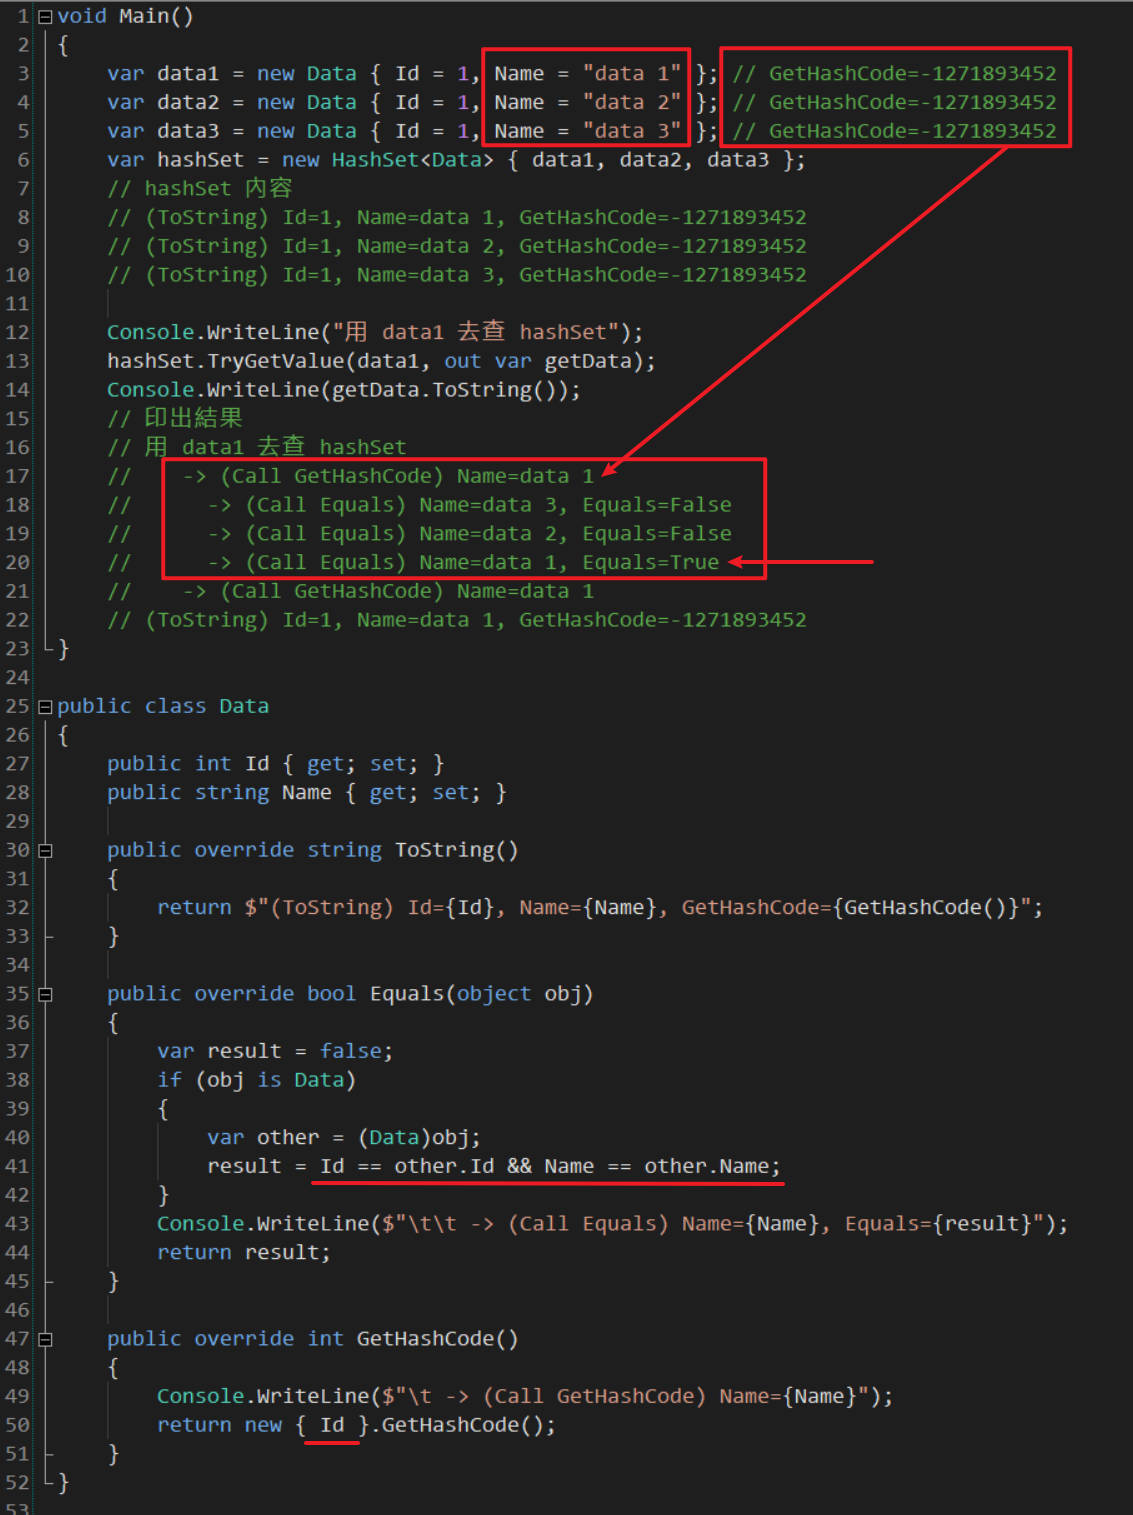 1 void Main()
2 {
3 var data1 = new Data { Id = 1, Name = "data 1" }; // GetHashCode=-1271893452
4 var data2 = new Data { Id = 1, Name = "data 2" }; // GetHashCode=-1271893452
5 var data3 = new Data { Id = 1, Name = "data 3" }; // GetHashCode=-1271893452
6 var hashSet = new HashSet<Data> { data1, data2, data3 };
7 // hashSet 內容
8 // (ToString) Id=1, Name=data 1, GetHashCode=-1271893452
9 // (ToString) Id=1, Name=data 2, GetHashCode=-1271893452
10 // (ToString) Id=1, Name=data 3, GetHashCode=-1271893452
11
12 Console.WriteLine("用 data1 去查 hashSet");
13 hashSet.TryGetValue(data1, out var getData);
14 Console.WriteLine(getData.ToString());
15 // 印出結果
16 // 用 data1 去查 hashSet
17 // -> (Call GetHashCode) Name=data 1
18 // -> (Call Equals) Name=data 3, Equals=False
19 // -> (Call Equals) Name=data 2, Equals=False
20 // -> (Call Equals) Name=data 1, Equals=True
21 // -> (Call GetHashCode) Name=data 1
22 // (ToString) Id=1, Name=data 1, GetHashCode=-1271893452
23 }
24
25 public class Data
26 {
27 public int Id { get; set; }
28 public string Name { get; set; }
29
30 public override string ToString()
31 {
32 return $"(ToString) Id={Id}, Name={Name}, GetHashCode={GetHashCode()}";
33 }
34
35 public override bool Equals(object obj)
36 {
37 var result = false;
38 if (obj is Data)
39 {
40 var other = (Data)obj;
41 result = Id == other.Id && Name == other.Name;
42 }
43 Console.WriteLine($"\t\t -> (Call Equals) Name={Name}, Equals={result}");
44 return result;
45 }
46
47 public override int GetHashCode()
48 {
49 Console.WriteLine($"\t -> (Call GetHashCode) Name={Name}");
50 return new { Id }.GetHashCode();
51 }
52 }
53